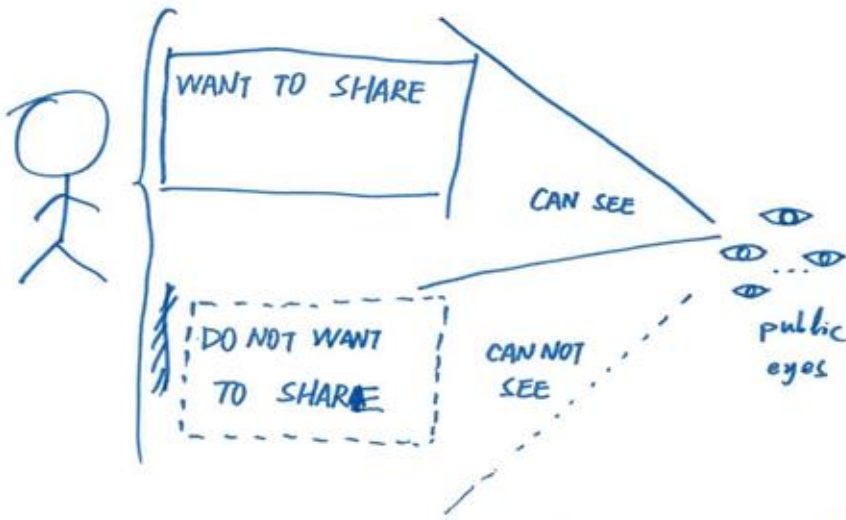 WANT TO SHARE
CAN SEE
DO NOT WANT
TO SHARE
CAN NOT
SEE
public
eyes